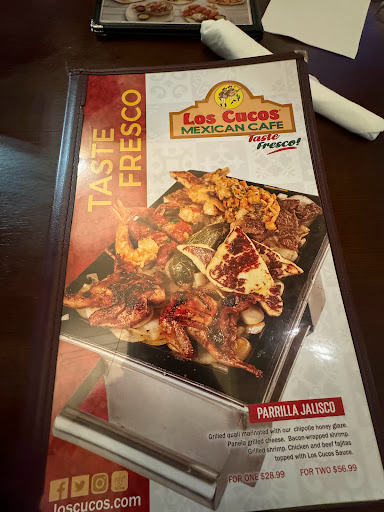 Los Cucos
MEXICAN CAFE
Taste
Fresco!
TASTE
FRESCO
PARRILLA JALISCO
Grilled quail marinated with our chipotle honey glaze.
Panela grilled cheese. Bacon-wrapped shrimp.
Grilled shrimp. Chicken and beef fajitas
topped with Los Cucos Sauce.
FOR ONE $28.99 FOR TWO $56.99
loscucos.com